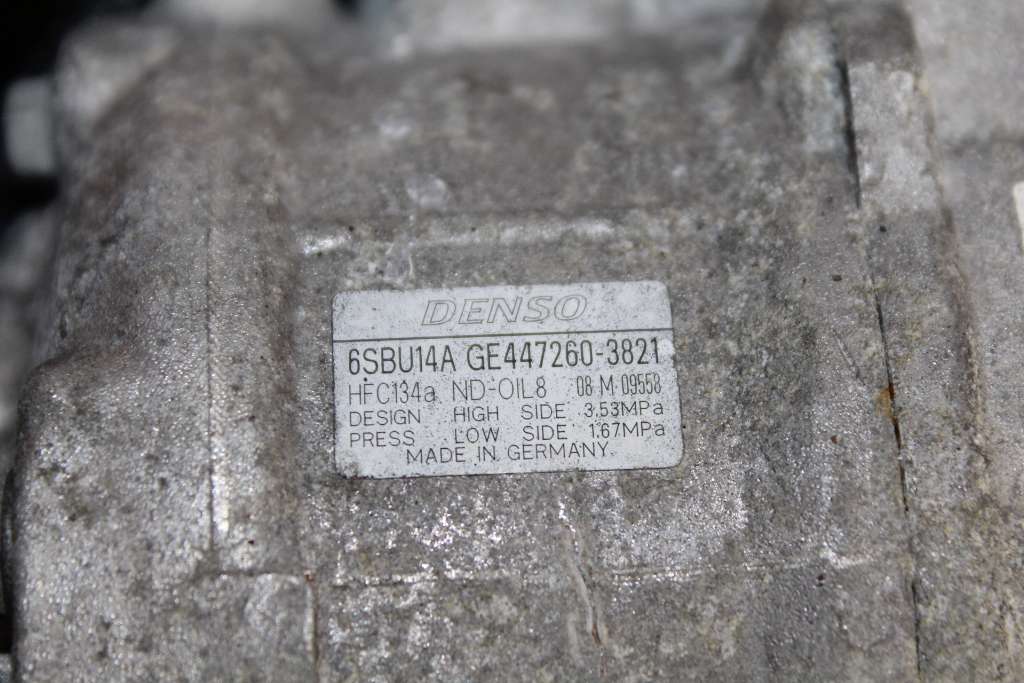 DENSO
6SBU14A GE447260-3821
HFC134a ND-OIL8 08 M 09558
DESIGN HIGH SIDE 3.53MPa
PRESS LOW SIDE 1.67MPa
MADE IN GERMANY